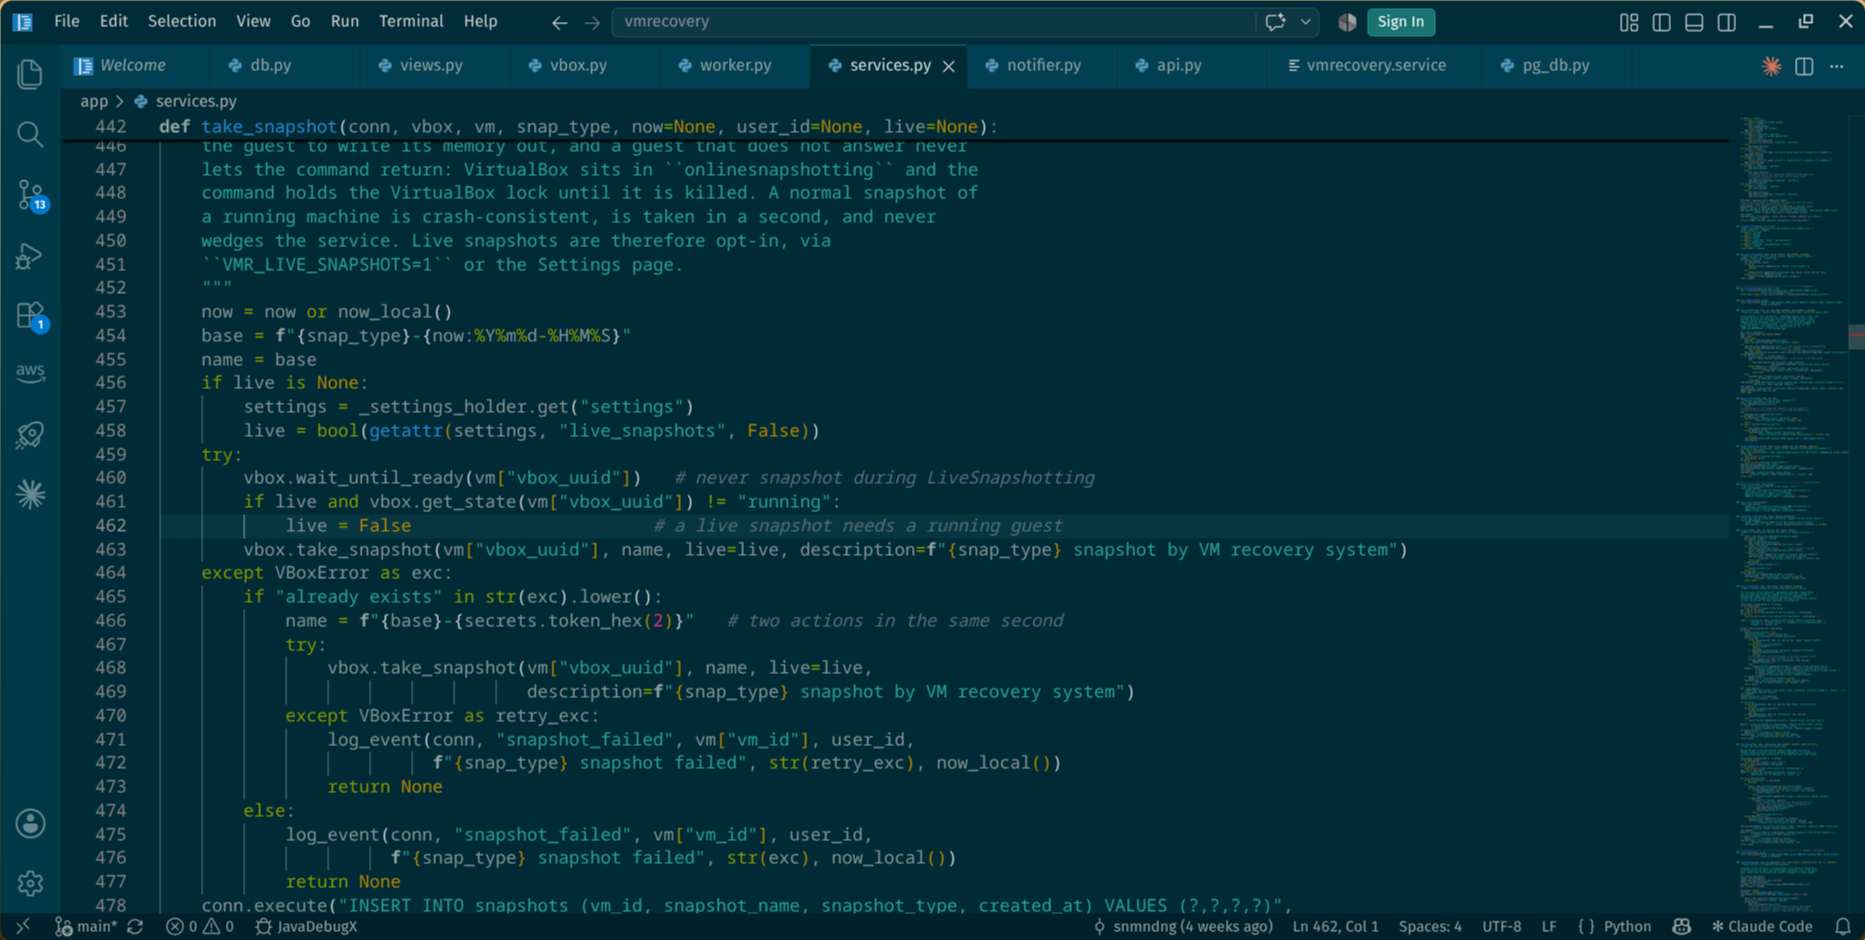 File Edit Selection View Go Run Terminal Help
vmrecovery
Sign In
Welcome
db.py
views.py
vbox.py
worker.py
services.py
notifier.py
api.py
vmrecovery.service
pg_db.py
app > services.py
442 def take_snapshot(conn, vbox, vm, snap_type, now=None, user_id=None, live=None):
446 the guest to write its memory out, and a guest that does not answer never
447 lets the command return: VirtualBox sits in ``onlinesnapshotting`` and the
448 command holds the VirtualBox lock until it is killed. A normal snapshot of
449 a running machine is crash-consistent, is taken in a second, and never
450 wedges the service. Live snapshots are therefore opt-in, via
451 ``VMR_LIVE_SNAPSHOTS=1`` or the Settings page.
452 """
453 now = now or now_local()
454 base = f"{snap_type}-{now:%Y%m%d-%H%M%S}"
455 name = base
456 if live is None:
457 settings = _settings_holder.get("settings")
458 live = bool(getattr(settings, "live_snapshots", False))
459 try:
460 vbox.wait_until_ready(vm["vbox_uuid"]) # never snapshot during LiveSnapshotting
461 if live and vbox.get_state(vm["vbox_uuid"]) != "running":
462 live = False # a live snapshot needs a running guest
463 vbox.take_snapshot(vm["vbox_uuid"], name, live=live, description=f"{snap_type} snapshot by VM recovery system")
464 except VBoxError as exc:
465 if "already exists" in str(exc).lower():
466 name = f"{base}-{secrets.token_hex(2)}" # two actions in the same second
467 try:
468 vbox.take_snapshot(vm["vbox_uuid"], name, live=live,
469 description=f"{snap_type} snapshot by VM recovery system")
470 except VBoxError as retry_exc:
471 log_event(conn, "snapshot_failed", vm["vm_id"], user_id,
472 f"{snap_type} snapshot failed", str(retry_exc), now_local())
473 return None
474 else:
475 log_event(conn, "snapshot_failed", vm["vm_id"], user_id,
476 f"{snap_type} snapshot failed", str(exc), now_local())
477 return None
478 conn.execute("INSERT INTO snapshots (vm_id, snapshot_name, snapshot_type, created_at) VALUES (?,?,?,?)",
13
1
aws
main* 0 0 JavaDebugX
snmndng (4 weeks ago) Ln 462, Col 1 Spaces: 4 UTF-8 LF { } Python Claude Code